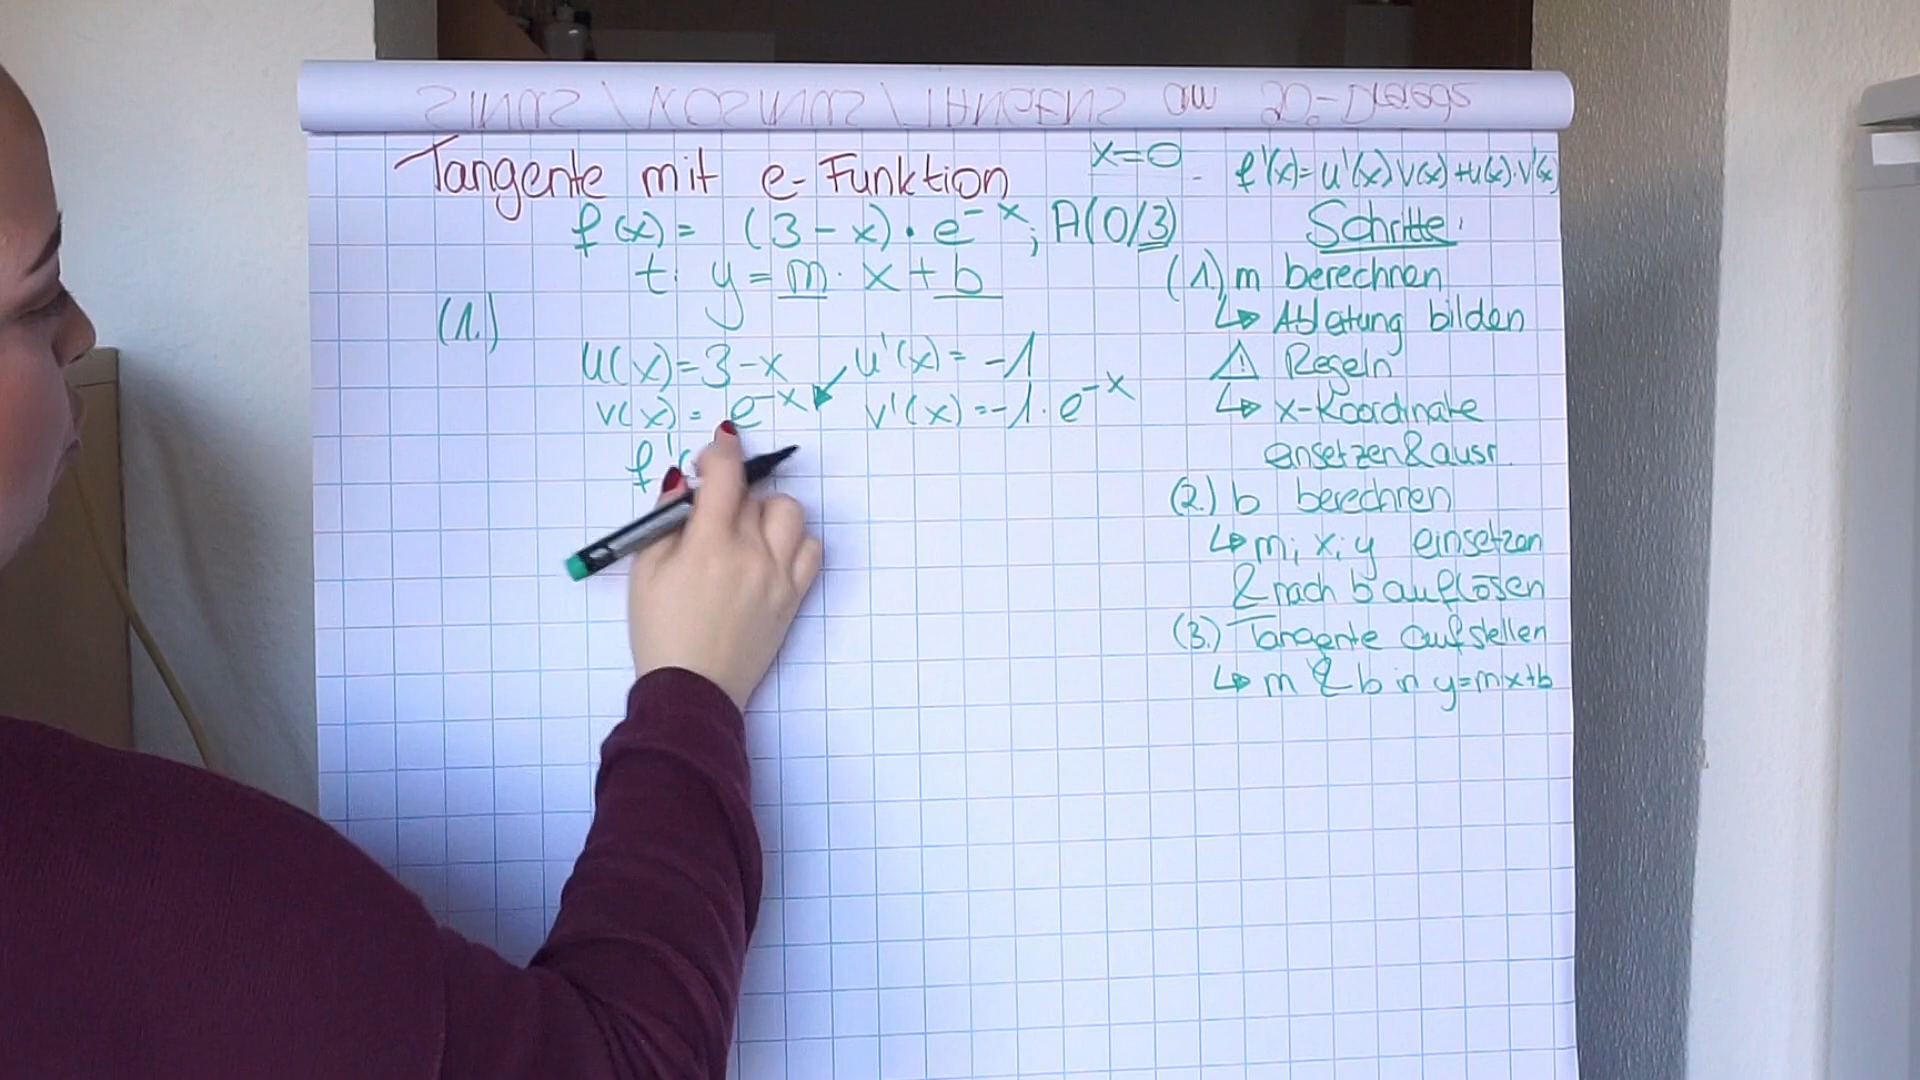 Tangente mit e-Funktion
x=0
f'(x)=u'(x)v(x)+u(x)·v'(x)
f(x)= (3-x)·e^-x; A(0/3)
t: y=m·x+b
(1.)
u(x)=3-x u'(x)=-1
v(x)=e^-x v'(x)=-1·e^-x
f'(
Schritte:
(1.) m berechnen
↳ Ableitung bilden
⚠ Regeln
↳ x-Koordinate
einsetzen & ausr.
(2.) b berechnen
↳ m; x; y einsetzen
& nach b auflösen
(3.) Tangente aufstellen
↳ m & b in y=mx+b